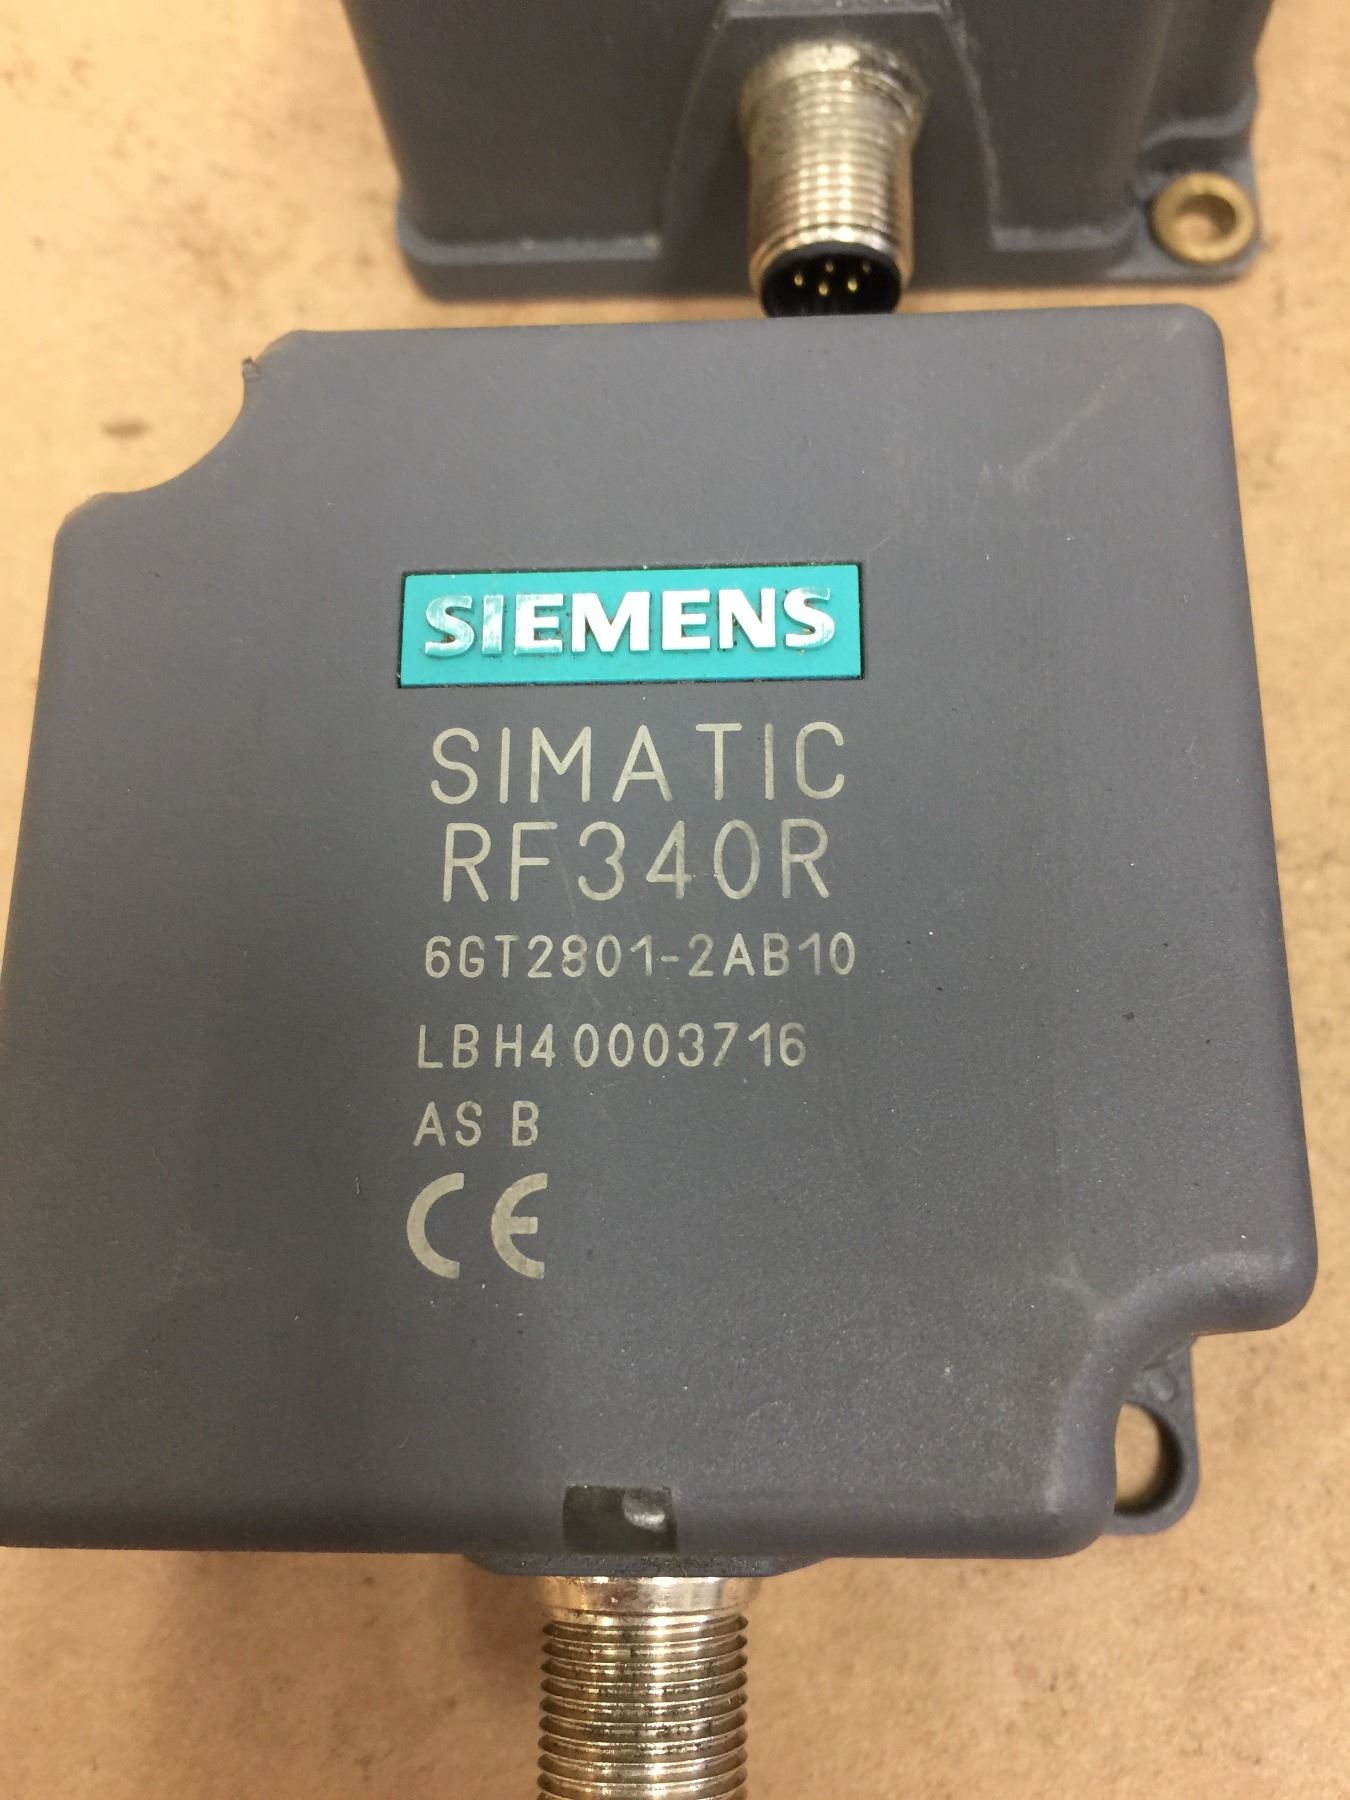 SIEMENS
SIMATIC
RF340R
6GT2801-2AB10
LBH40003716
AS B
CE